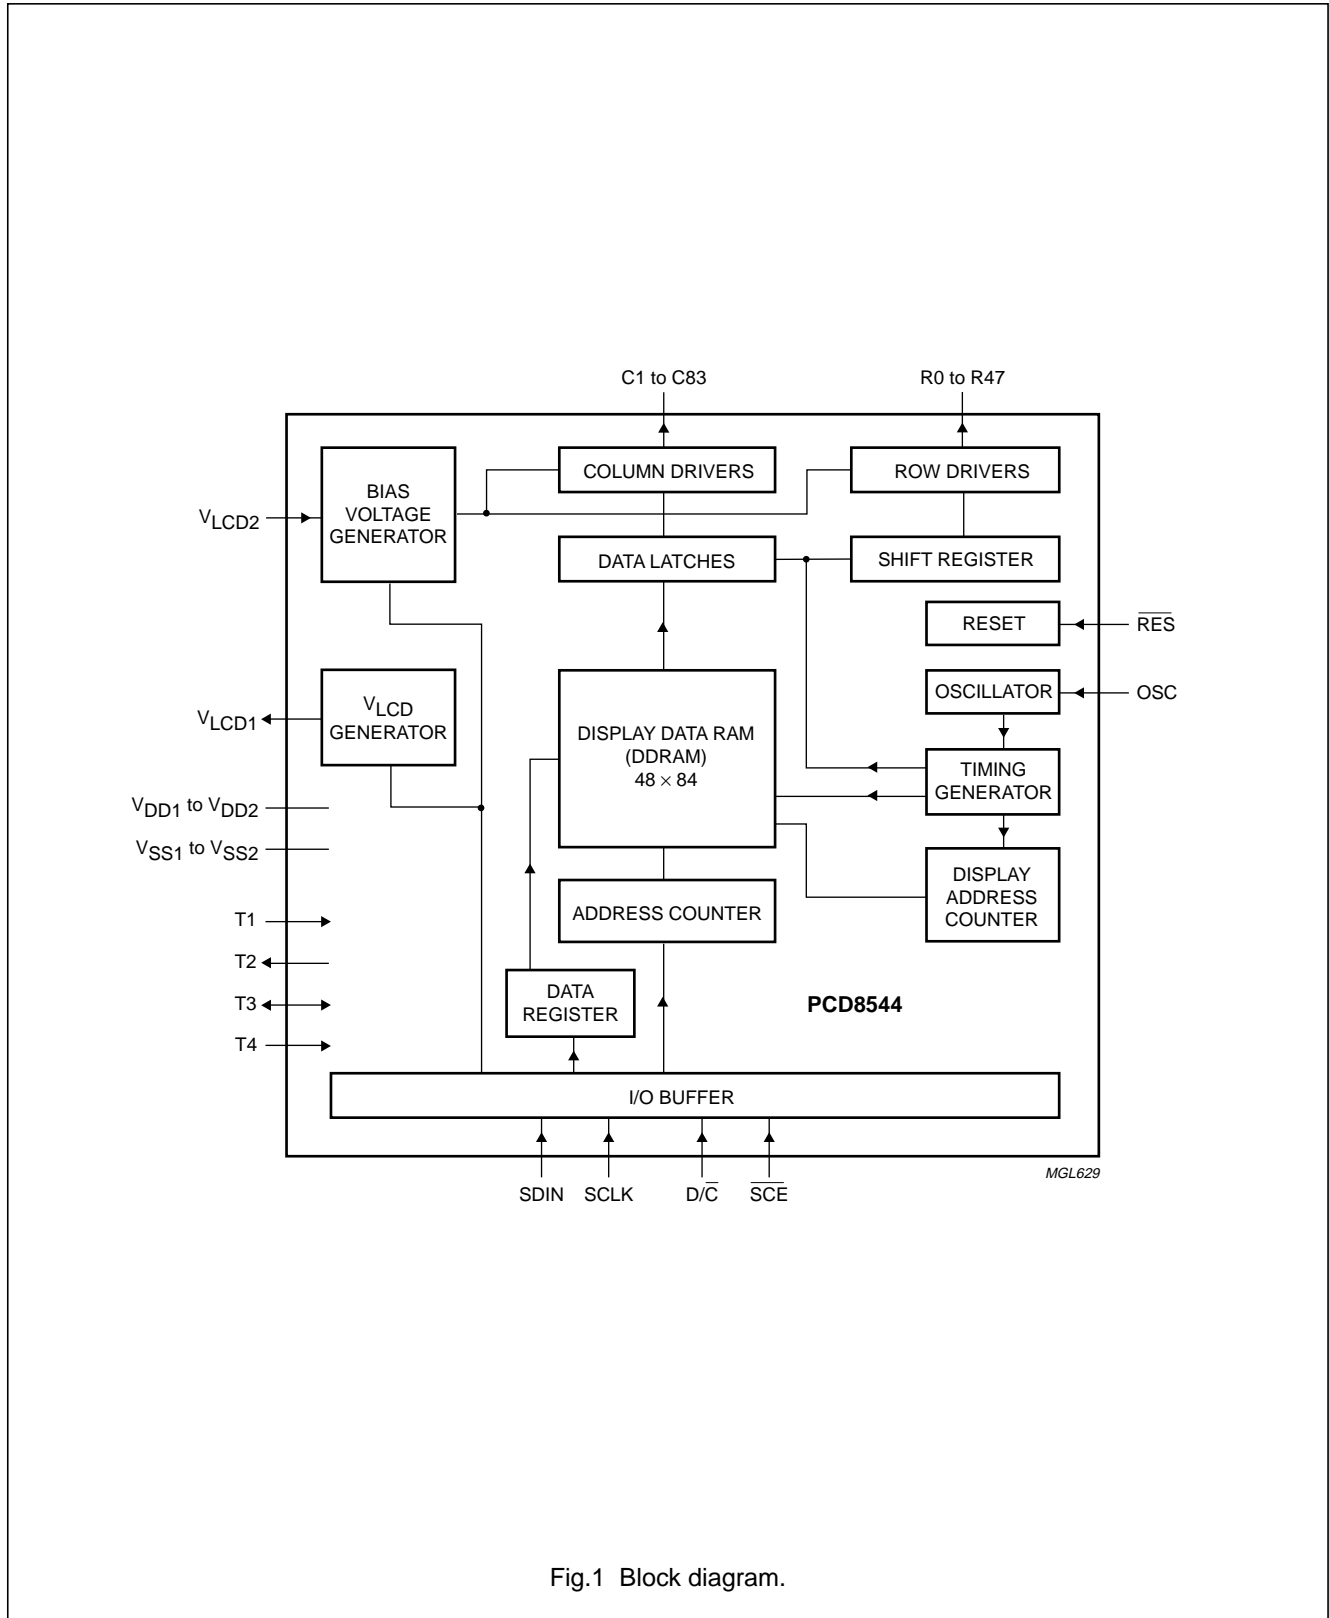 C1 to C83
R0 to R47
BIAS
VOLTAGE
GENERATOR
COLUMN DRIVERS
ROW DRIVERS
VLCD2
DATA LATCHES
SHIFT REGISTER
RESET
RES
OSCILLATOR
OSC
VLCD1
VLCD
GENERATOR
DISPLAY DATA RAM
(DDRAM)
48 × 84
TIMING
GENERATOR
VDD1 to VDD2
VSS1 to VSS2
DISPLAY
ADDRESS
COUNTER
T1
ADDRESS COUNTER
T2
T3
DATA
REGISTER
PCD8544
T4
I/O BUFFER
SDIN
SCLK
D/C̅
S̅C̅E̅
MGL629
Fig.1 Block diagram.